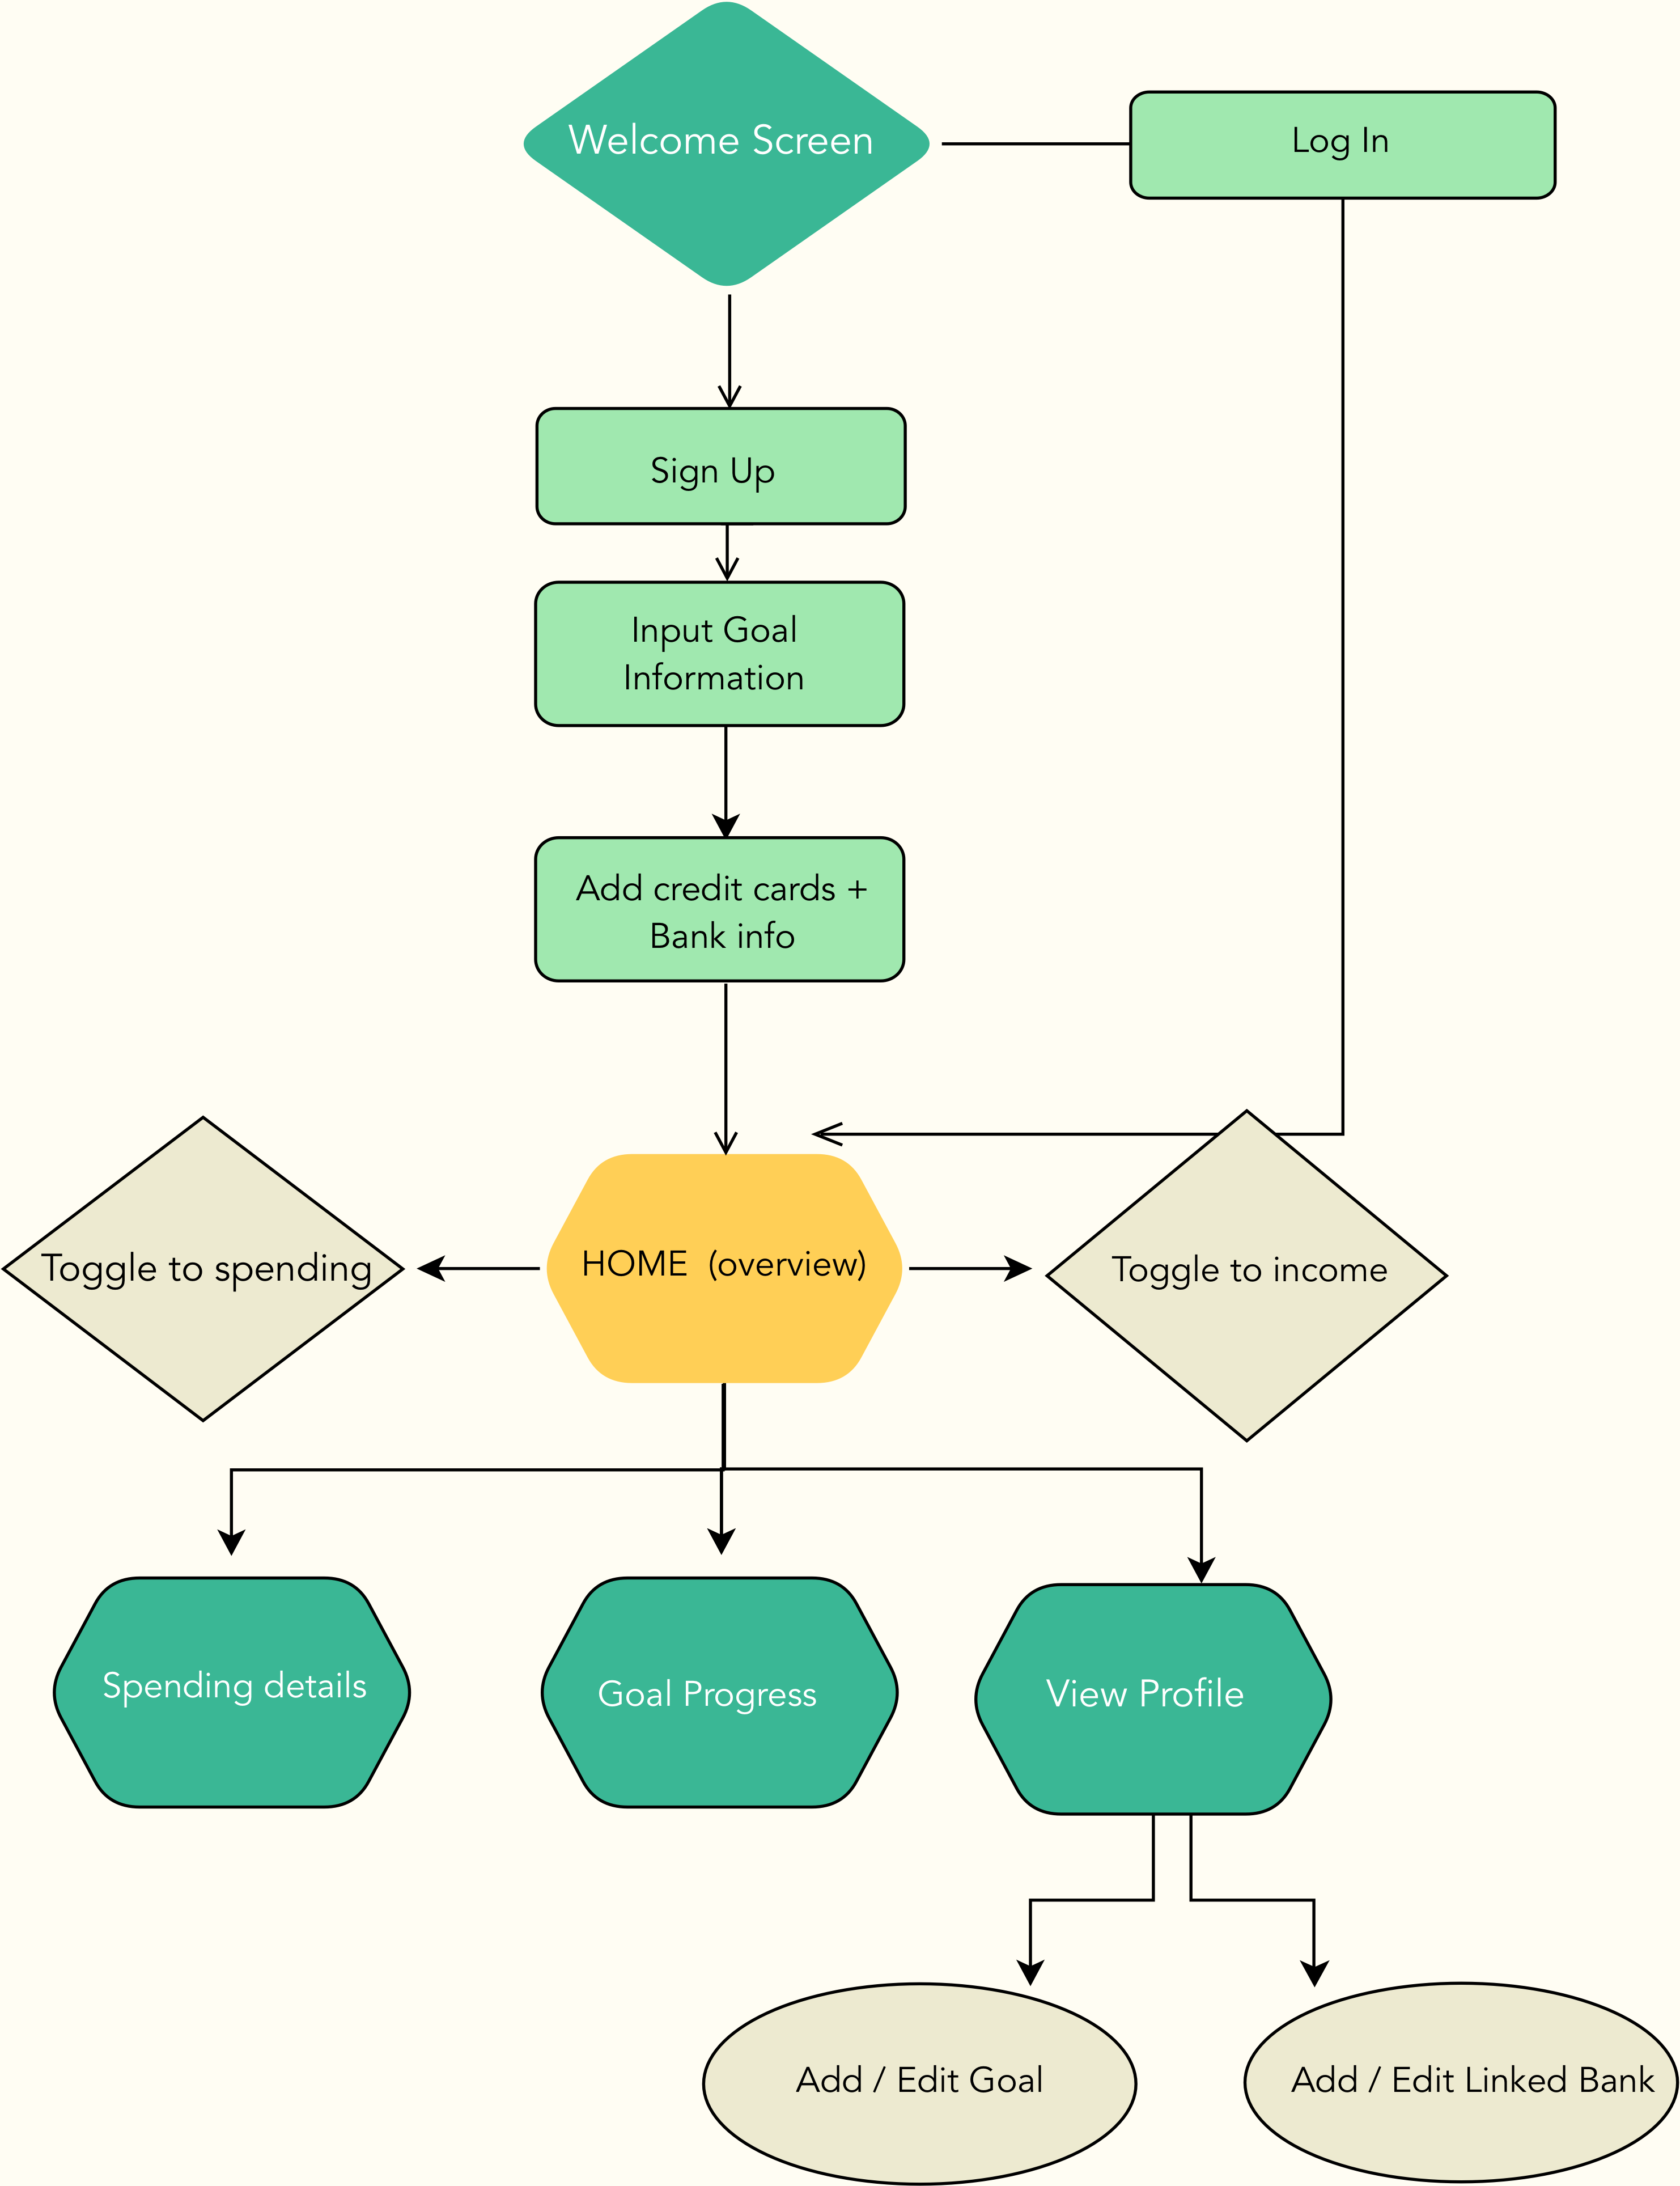 Welcome Screen
Log In
Sign Up
Input Goal
Information
Add credit cards +
Bank info
Toggle to spending
HOME (overview)
Toggle to income
Spending details
Goal Progress
View Profile
Add / Edit Goal
Add / Edit Linked Bank